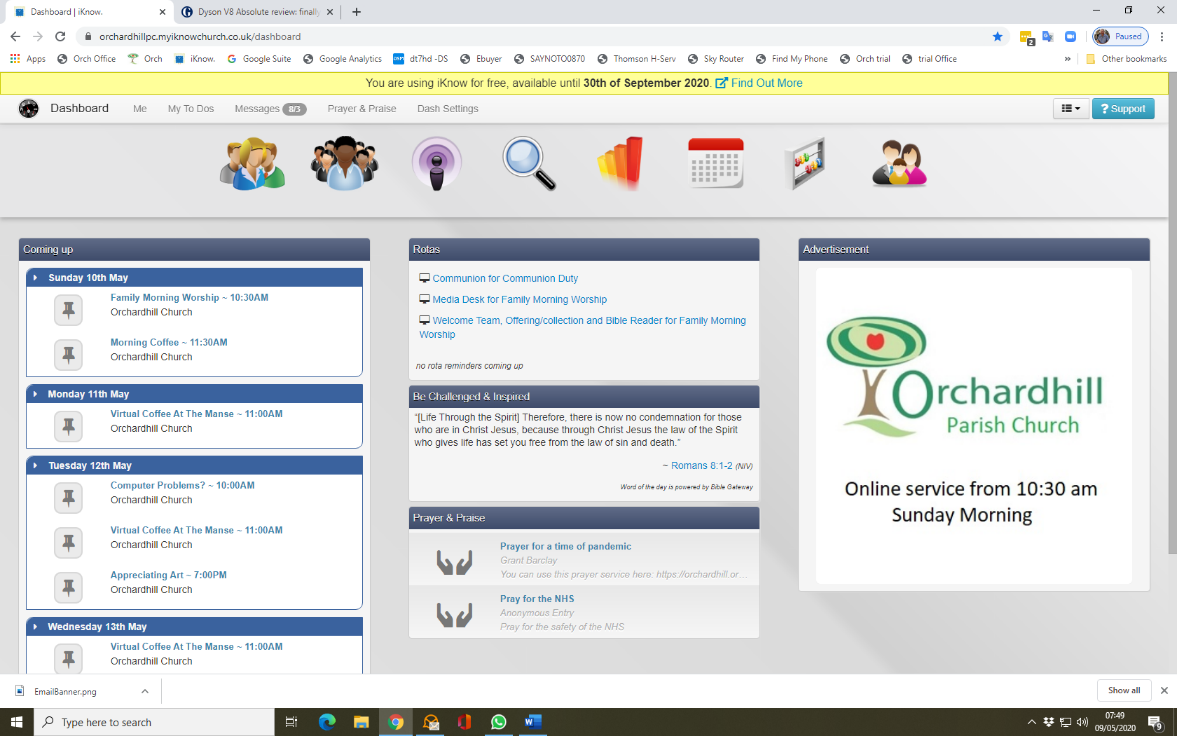 Dashboard | iKnow.
Dyson V8 Absolute review: finally
orchardhillpc.myiknowchurch.co.uk/dashboard
2
Paused
Apps
Orch Office
Orch
iKnow.
Google Suite
Google Analytics
dt7hd -DS
Ebuyer
SAYNOTO0870
Thomson H-Serv
Sky Router
Find My Phone
Orch trial
trial Office
»
Other bookmarks
You are using iKnow for free, available until 30th of September 2020. Find Out More
Dashboard
Me
My To Dos
Messages 8/3
Prayer & Praise
Dash Settings
? Support
Coming up
Sunday 10th May
Family Morning Worship ~ 10:30AM
Orchardhill Church
Morning Coffee ~ 11:30AM
Orchardhill Church
Monday 11th May
Virtual Coffee At The Manse ~ 11:00AM
Orchardhill Church
Tuesday 12th May
Computer Problems? ~ 10:00AM
Orchardhill Church
Virtual Coffee At The Manse ~ 11:00AM
Orchardhill Church
Appreciating Art ~ 7:00PM
Orchardhill Church
Wednesday 13th May
Virtual Coffee At The Manse ~ 11:00AM
Orchardhill Church
Rotas
Communion for Communion Duty
Media Desk for Family Morning Worship
Welcome Team, Offering/collection and Bible Reader for Family Morning
Worship
no rota reminders coming up
Be Challenged & Inspired
“[Life Through the Spirit] Therefore, there is now no condemnation for those
who are in Christ Jesus, because through Christ Jesus the law of the Spirit
who gives life has set you free from the law of sin and death.”
~ Romans 8:1-2 (NIV)
Word of the day is powered by Bible Gateway
Prayer & Praise
Prayer for a time of pandemic
Grant Barclay
You can use this prayer service here: https://orchardhill.or...
Pray for the NHS
Anonymous Entry
Pray for the safety of the NHS
Advertisement
Orchardhill
Parish Church
Online service from 10:30 am
Sunday Morning
EmailBanner.png
Show all
Type here to search
07:49
09/05/2020
9